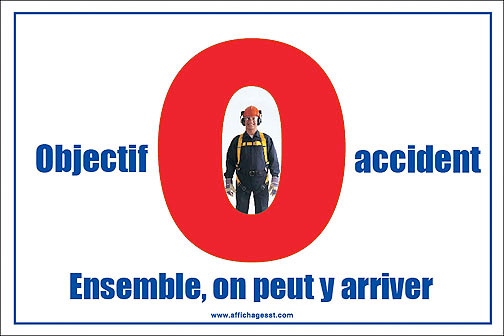 Objectif 0 accident
Ensemble, on peut y arriver
www.affichagesst.com